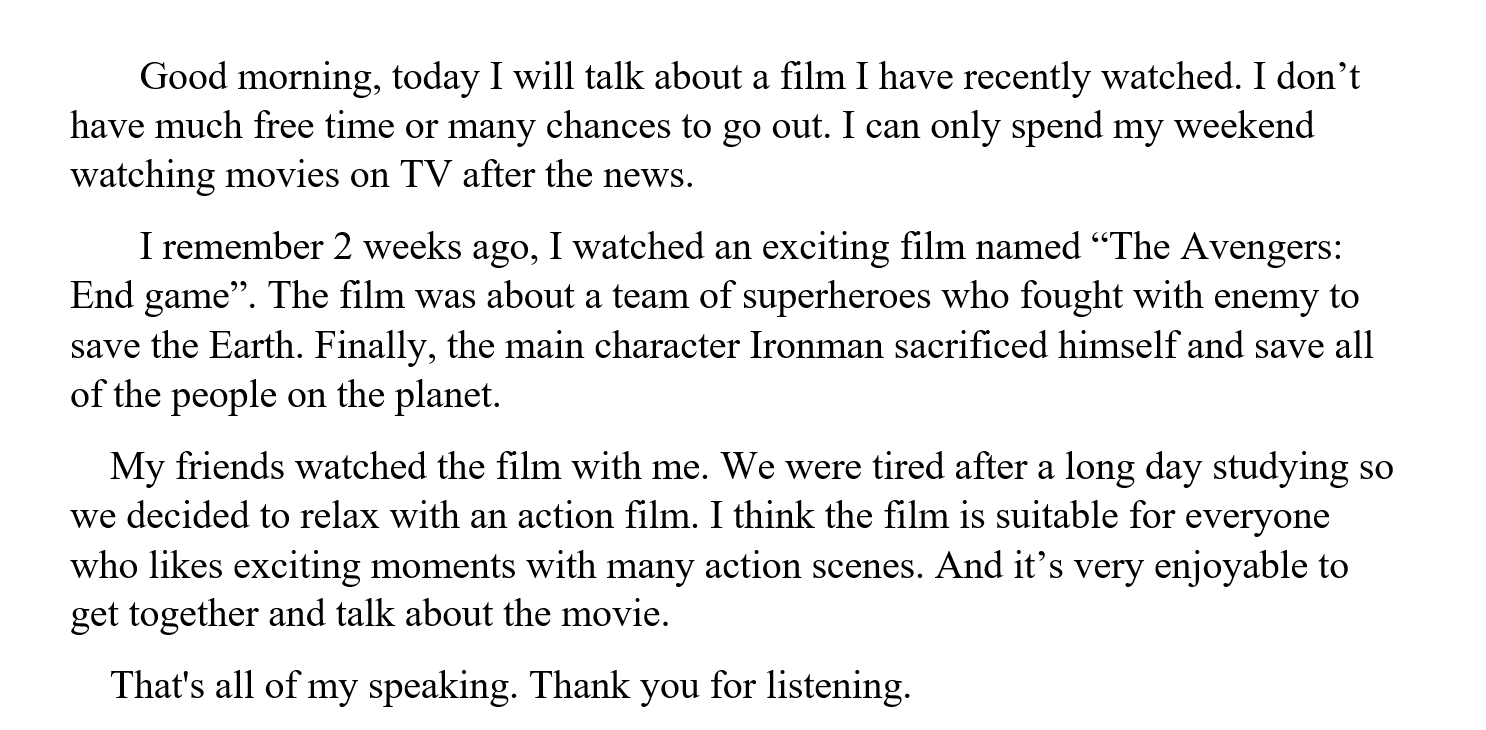 Good morning, today I will talk about a film I have recently watched. I don’t
have much free time or many chances to go out. I can only spend my weekend
watching movies on TV after the news.
I remember 2 weeks ago, I watched an exciting film named “The Avengers:
End game”. The film was about a team of superheroes who fought with enemy to
save the Earth. Finally, the main character Ironman sacrificed himself and save all
of the people on the planet.
My friends watched the film with me. We were tired after a long day studying so
we decided to relax with an action film. I think the film is suitable for everyone
who likes exciting moments with many action scenes. And it’s very enjoyable to
get together and talk about the movie.
That's all of my speaking. Thank you for listening.